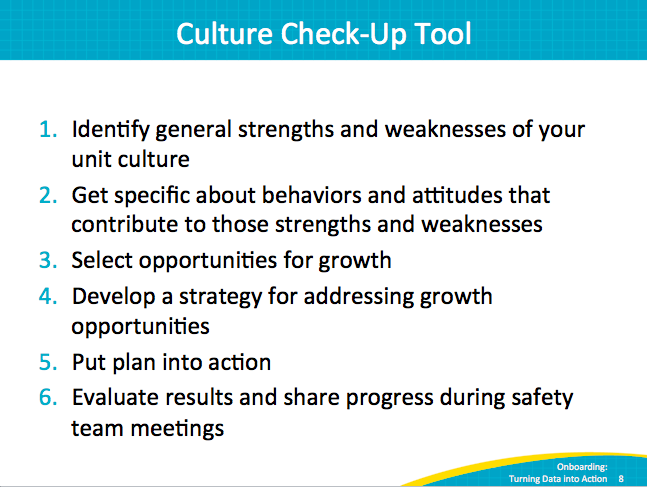 Culture Check-Up Tool
1. Identify general strengths and weaknesses of your
unit culture
2. Get specific about behaviors and attitudes that
contribute to those strengths and weaknesses
3. Select opportunities for growth
4. Develop a strategy for addressing growth
opportunities
5. Put plan into action
6. Evaluate results and share progress during safety
team meetings
Onboarding:
Turning Data into Action 8